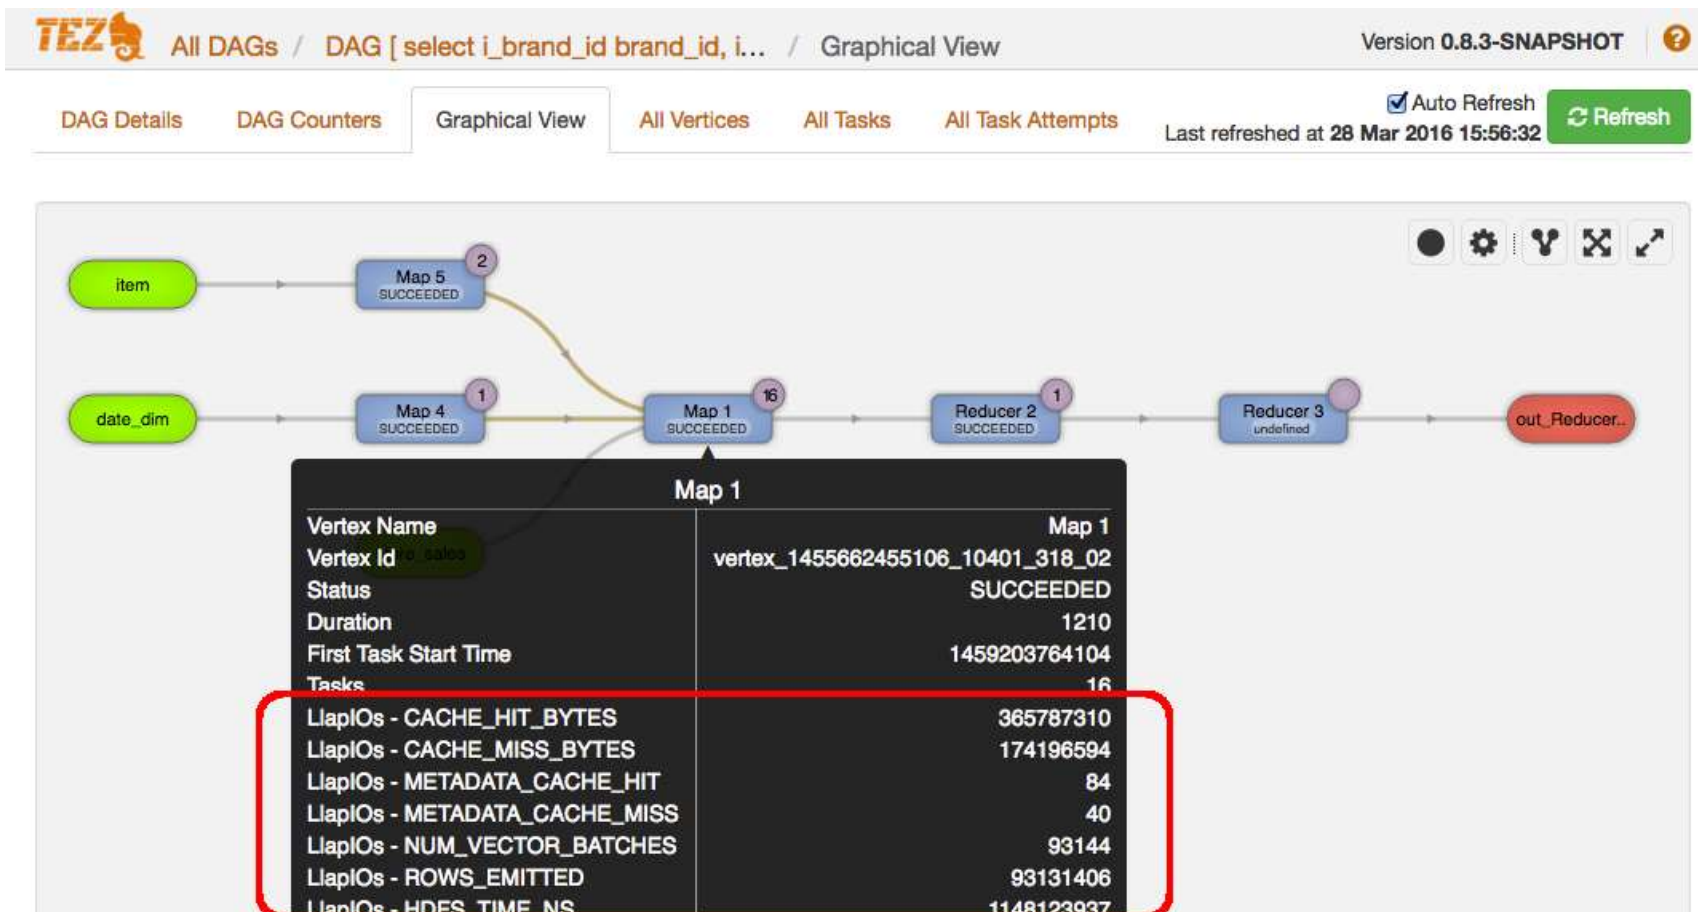 TEZ All DAGs / DAG [ select i_brand_id brand_id, i... / Graphical View Version 0.8.3-SNAPSHOT ?
DAG Details DAG Counters Graphical View All Vertices All Tasks All Task Attempts Auto Refresh Refresh
Last refreshed at 28 Mar 2016 15:56:32
item Map 5 2
SUCCEEDED
date_dim Map 4 1 Map 1 16 Reducer 2 1 Reducer 3 out_Reducer..
SUCCEEDED SUCCEEDED SUCCEEDED undefined
Map 1
Vertex Name Map 1
Vertex Id vertex_1455662455106_10401_318_02
Status SUCCEEDED
Duration 1210
First Task Start Time 1459203764104
Tasks 16
LlapIOs - CACHE_HIT_BYTES 365787310
LlapIOs - CACHE_MISS_BYTES 174196594
LlapIOs - METADATA_CACHE_HIT 84
LlapIOs - METADATA_CACHE_MISS 40
LlapIOs - NUM_VECTOR_BATCHES 93144
LlapIOs - ROWS_EMITTED 93131406
LlapIOs - HDFS_TIME_NS 1148123937